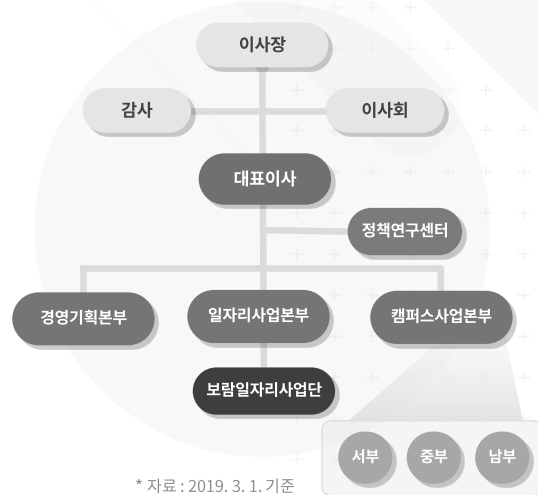 이사장
감사
이사회
대표이사
정책연구센터
경영기획본부
일자리사업본부
캠퍼스사업본부
보람일자리사업단
서부
중부
남부
* 자료 : 2019. 3. 1. 기준